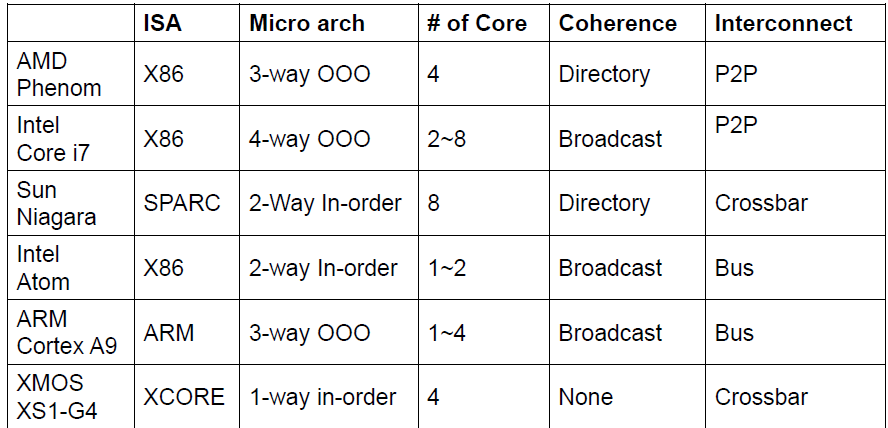 ISA Micro arch # of Core Coherence Interconnect
AMD
Phenom X86 3-way OOO 4 Directory P2P
Intel
Core i7 X86 4-way OOO 2~8 Broadcast P2P
Sun
Niagara SPARC 2-Way In-order 8 Directory Crossbar
Intel
Atom X86 2-way In-order 1~2 Broadcast Bus
ARM
Cortex A9 ARM 3-way OOO 1~4 Broadcast Bus
XMOS
XS1-G4 XCORE 1-way in-order 4 None Crossbar